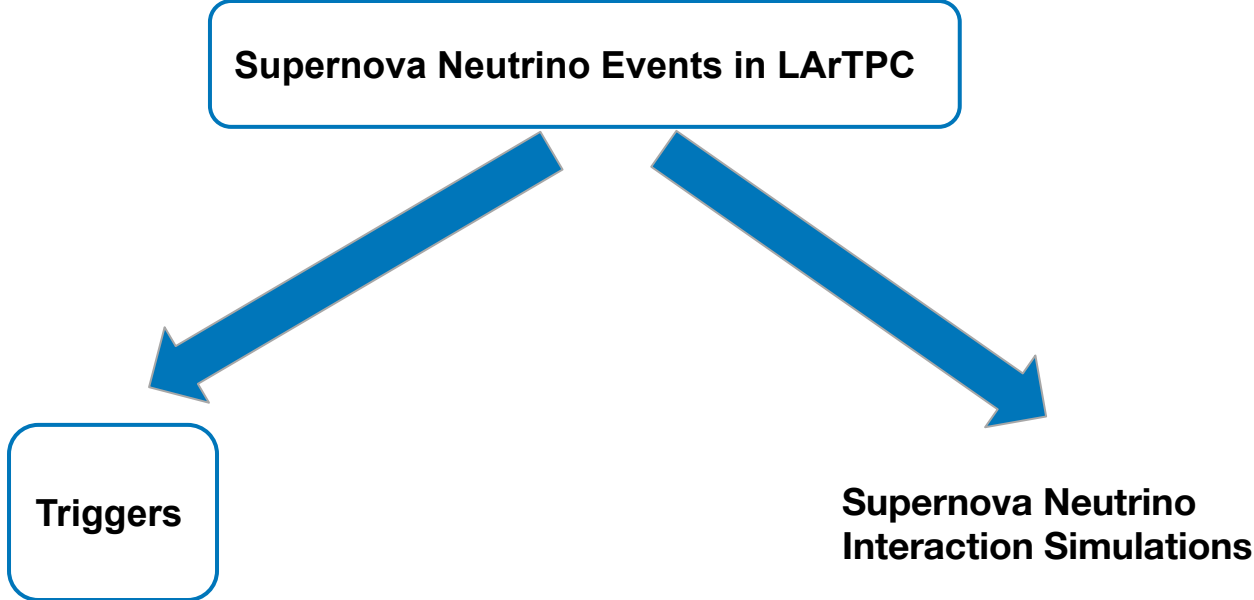 Supernova Neutrino Events in LArTPC
Triggers
Supernova Neutrino
Interaction Simulations